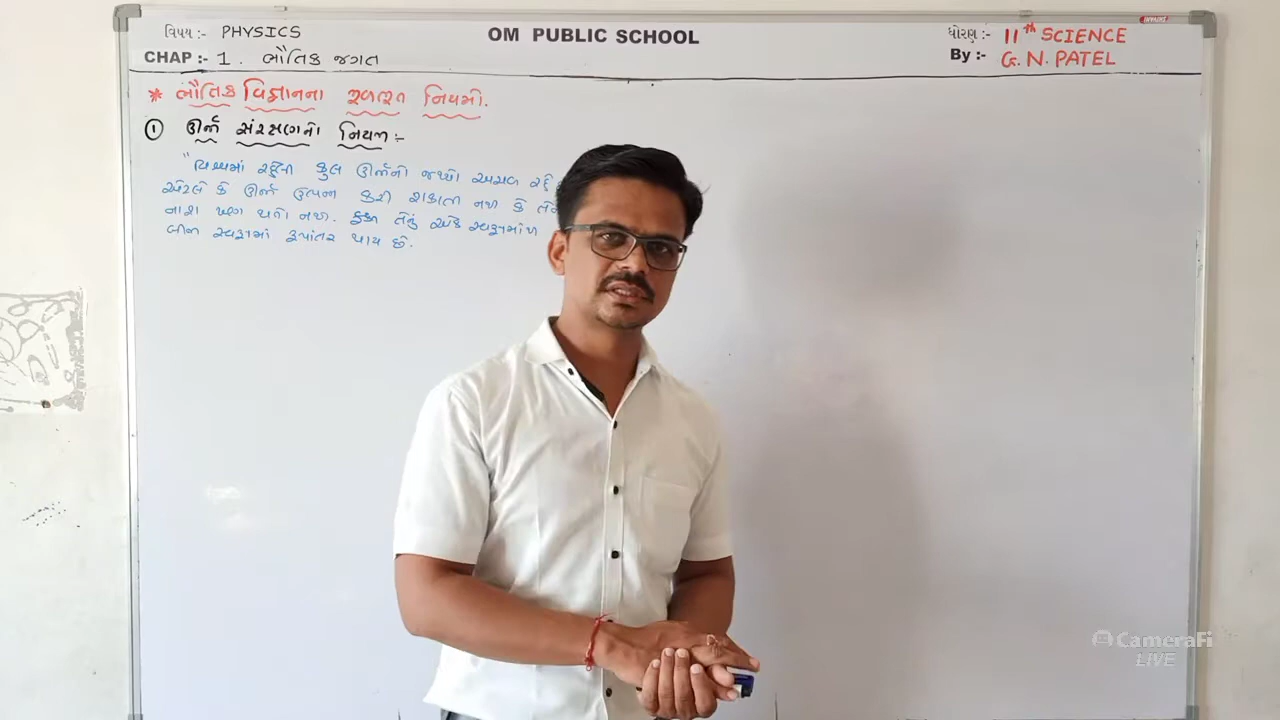 વિષય :- PHYSICS
OM PUBLIC SCHOOL
ધોરણ :- 11th SCIENCE
CHAP :- 1. ભૌતિક જગત
By :- G. N. PATEL
* ભૌતિક વિજ્ઞાનના મૂળભૂત નિયમો.
① ઊર્જા સંરક્ષણનો નિયમ :-
"વિશ્વમાં રહેલી કુલ ઊર્જાનો જથ્થો અચળ રહે
એટલે કે ઊર્જા ઉત્પન્ન કરી શકાતી નથી કે
નાશ પણ થતો નથી. ફક્ત તેનું એક સ્વરૂપમાંથી
બીજા સ્વરૂપમાં રૂપાંતર થાય છે.
CameraFi
LIVE